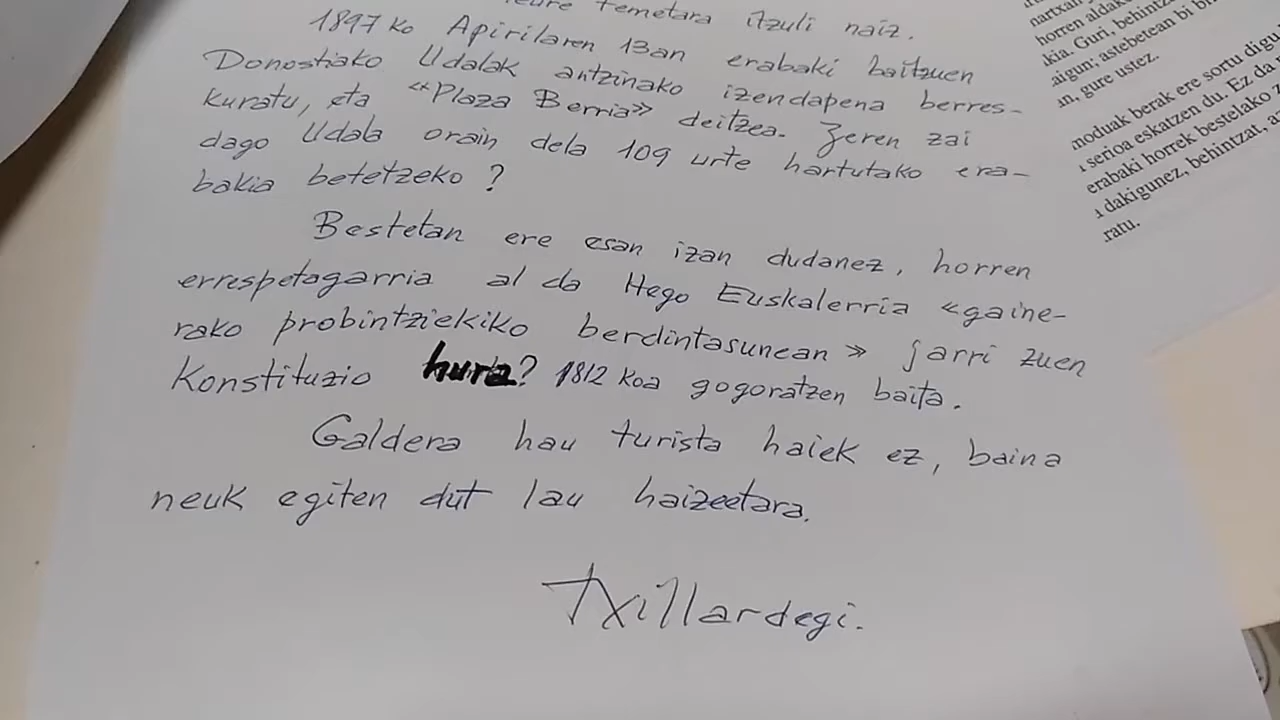 temetara itzuli naiz.
1897 ko Apirilaren 13an erabaki baitzuen
Donostiako Udalak antzinako izendapena berres-
kuratu, eta «Plaza Berria» deitzea. Zeren zai
dago Udala orain dela 109 urte hartutako era-
bakia betetzeko?
Bestetan ere esan izan dudanez, horren
errespetagarria al da Hego Euskalerria «gaine-
rako probintziekiko berdintasunean» jarri zuen
Konstituzio hura? 1812 koa gogoratzen baita.
Galdera hau turista haiek ez, baina
neuk egiten dut lau haizeetara.
Txillardegi.
horren
kia. Guri, behintz
aigun: astebetean bi
n, gure ustez.
moduak berak ere sortu digu
serioa eskatzen du. Ez da
erabaki horrek bestelako
dakigunez, behintzat,
ratu.